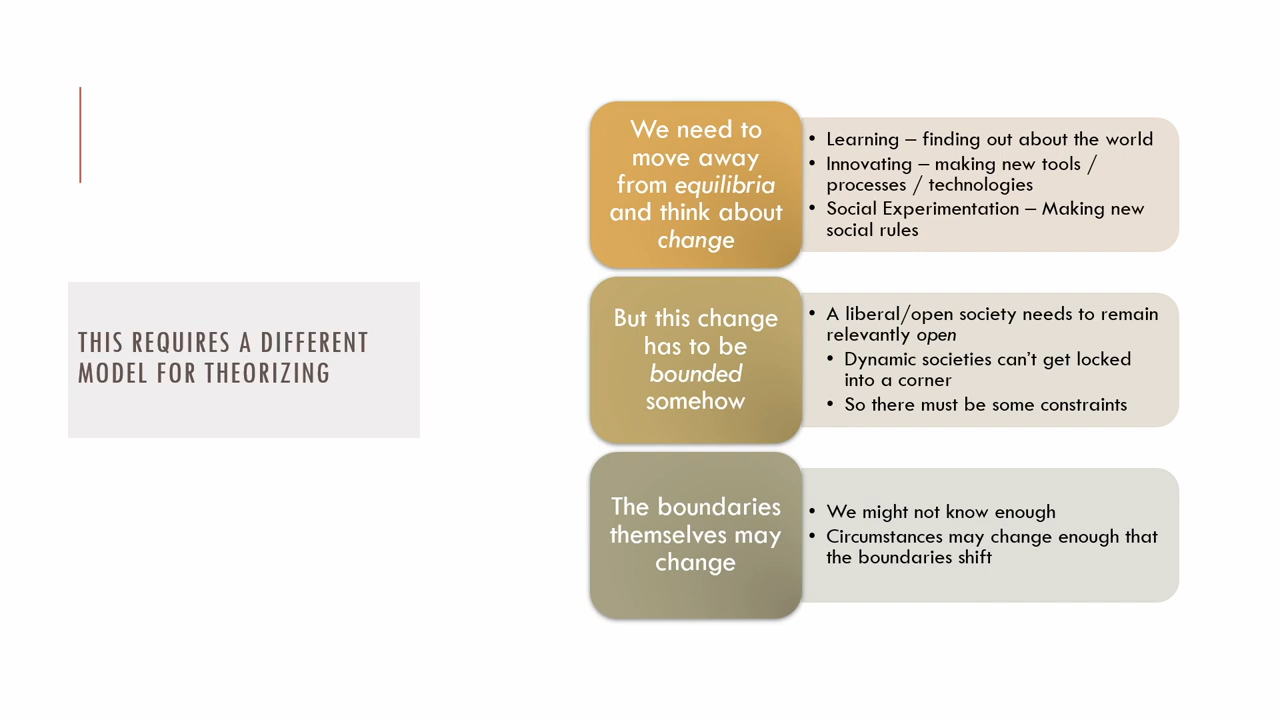 THIS REQUIRES A DIFFERENT
MODEL FOR THEORIZING
We need to
move away
from equilibria
and think about
change
• Learning – finding out about the world
• Innovating – making new tools /
processes / technologies
• Social Experimentation – Making new
social rules
But this change
has to be
bounded
somehow
• A liberal/open society needs to remain
relevantly open
• Dynamic societies can't get locked
into a corner
• So there must be some constraints
The boundaries
themselves may
change
• We might not know enough
• Circumstances may change enough that
the boundaries shift